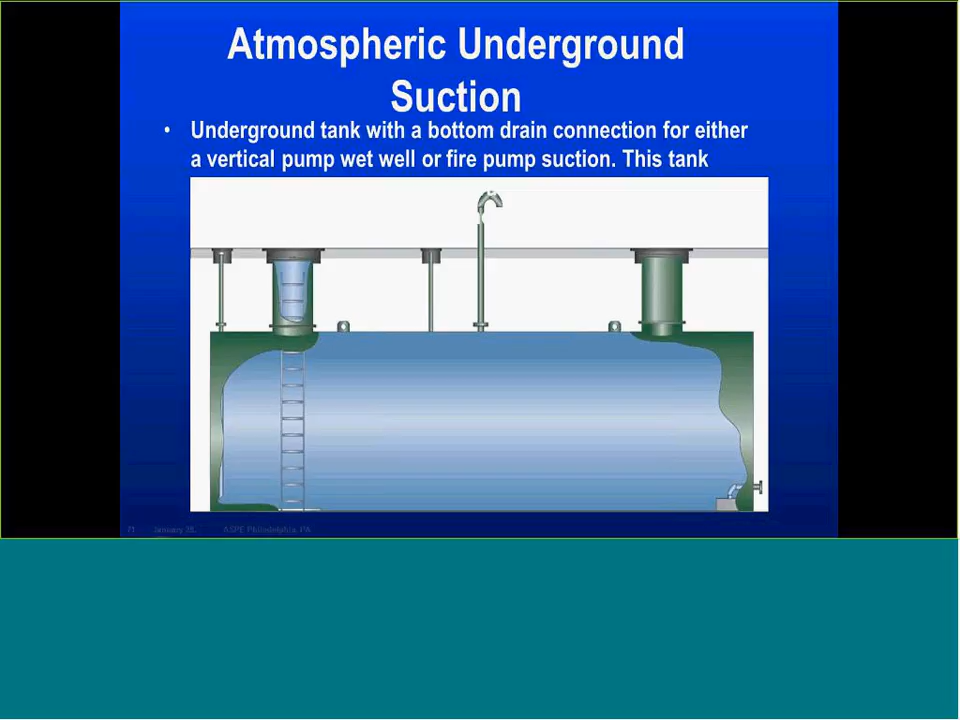 Atmospheric Underground
Suction
• Underground tank with a bottom drain connection for either
a vertical pump wet well or fire pump suction. This tank
ASPE Philadelphia, PA